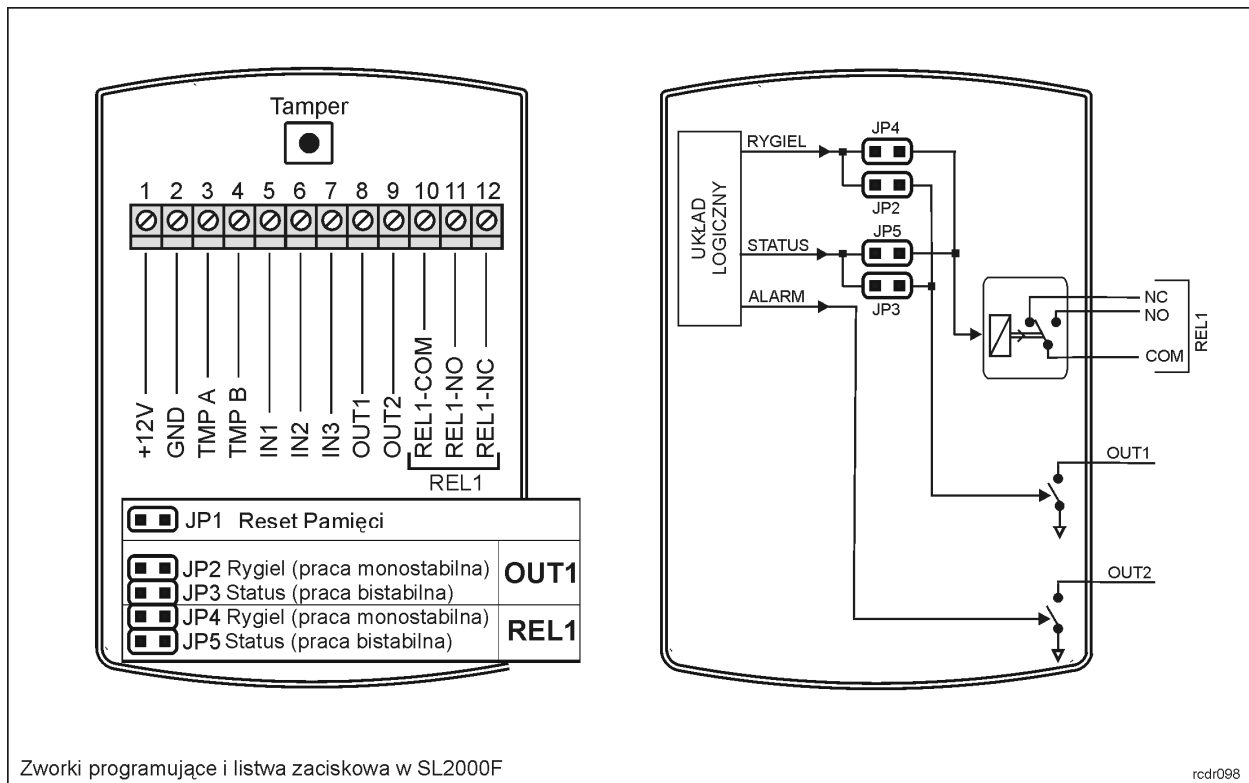 Tamper
1 2 3 4 5 6 7 8 9 10 11 12
+12V
GND
TMP A
TMP B
IN1
IN2
IN3
OUT1
OUT2
REL1-COM
REL1-NO
REL1-NC
REL1
JP1 Reset Pamięci
JP2 Rygiel (praca monostabilna)
JP3 Status (praca bistabilna)
OUT1
JP4 Rygiel (praca monostabilna)
JP5 Status (praca bistabilna)
REL1
UKŁAD
LOGICZNY
RYGIEL
JP4
JP2
STATUS
JP5
JP3
ALARM
NC
NO
COM
REL1
OUT1
OUT2
Zworki programujące i listwa zaciskowa w SL2000F
rcdr098